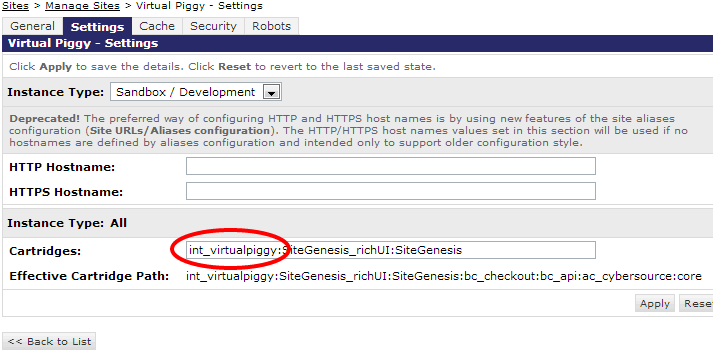 Sites > Manage Sites > Virtual Piggy - Settings
General Settings Cache Security Robots
Virtual Piggy - Settings
Click Apply to save the details. Click Reset to revert to the last saved state.
Instance Type: Sandbox / Development
Deprecated! The preferred way of configuring HTTP and HTTPS host names is by using new features of the site aliases
configuration (Site URLs/Aliases configuration). The HTTP/HTTPS host names values set in this section will be used if no
hostnames are defined by aliases configuration and intended only to support older configuration style.
HTTP Hostname:
HTTPS Hostname:
Instance Type: All
Cartridges: int_virtualpiggy:SiteGenesis_richUI:SiteGenesis
Effective Cartridge Path: int_virtualpiggy:SiteGenesis_richUI:SiteGenesis:bc_checkout:bc_api:ac_cybersource:core
Apply Rese
<< Back to List